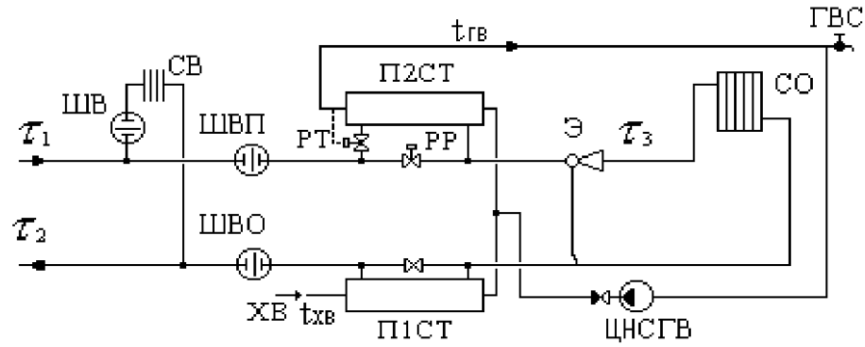 ГВС
tГВ
СВ
П2СТ
СО
ШВ
ШВП
РТ
РР
Э
τ3
τ1
ШВО
τ2
ХВ
tХВ
П1СТ
ЦНСГВ